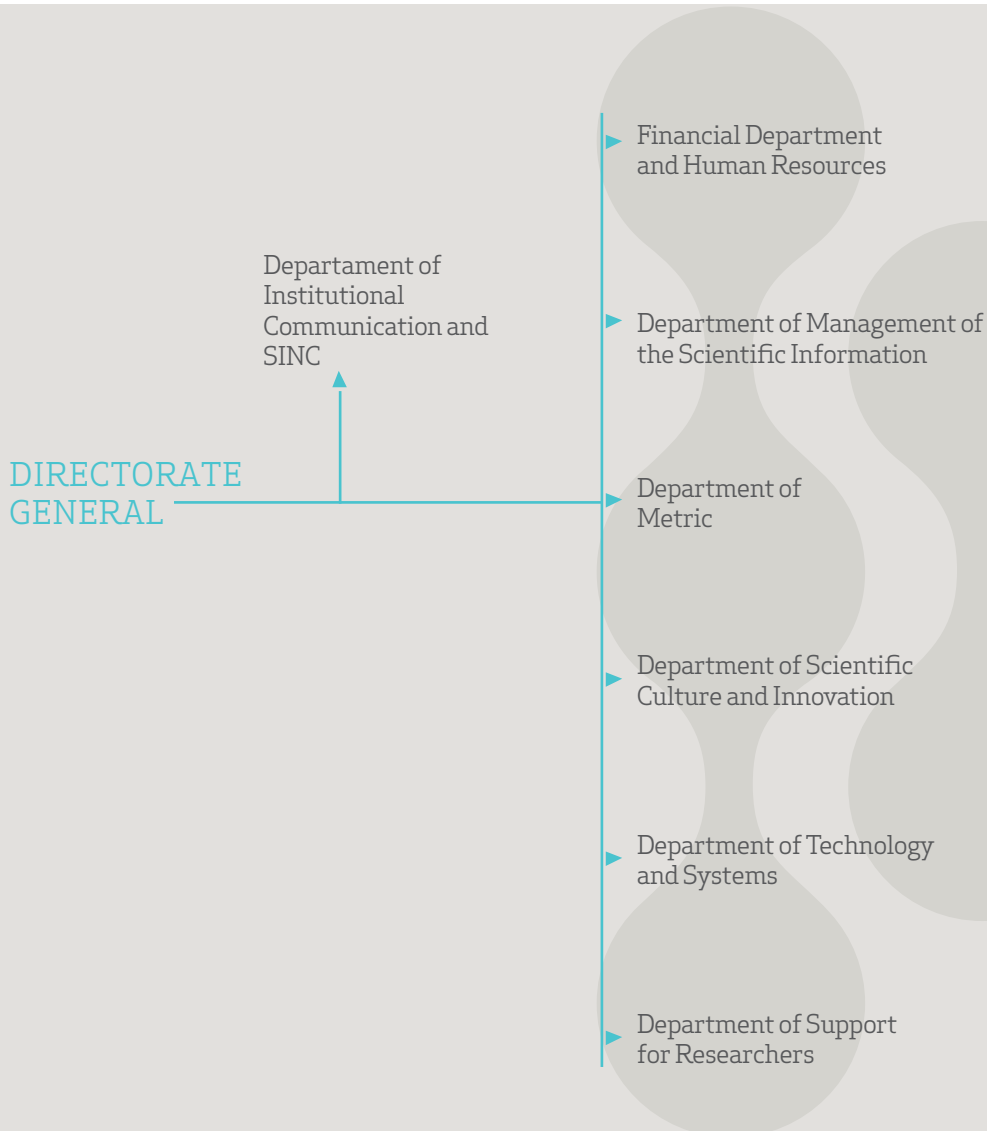 DIRECTORATE
GENERAL
Departament of
Institutional
Communication and
SINC
Financial Department
and Human Resources
Department of Management of
the Scientific Information
Department of
Metric
Department of Scientific
Culture and Innovation
Department of Technology
and Systems
Department of Support
for Researchers